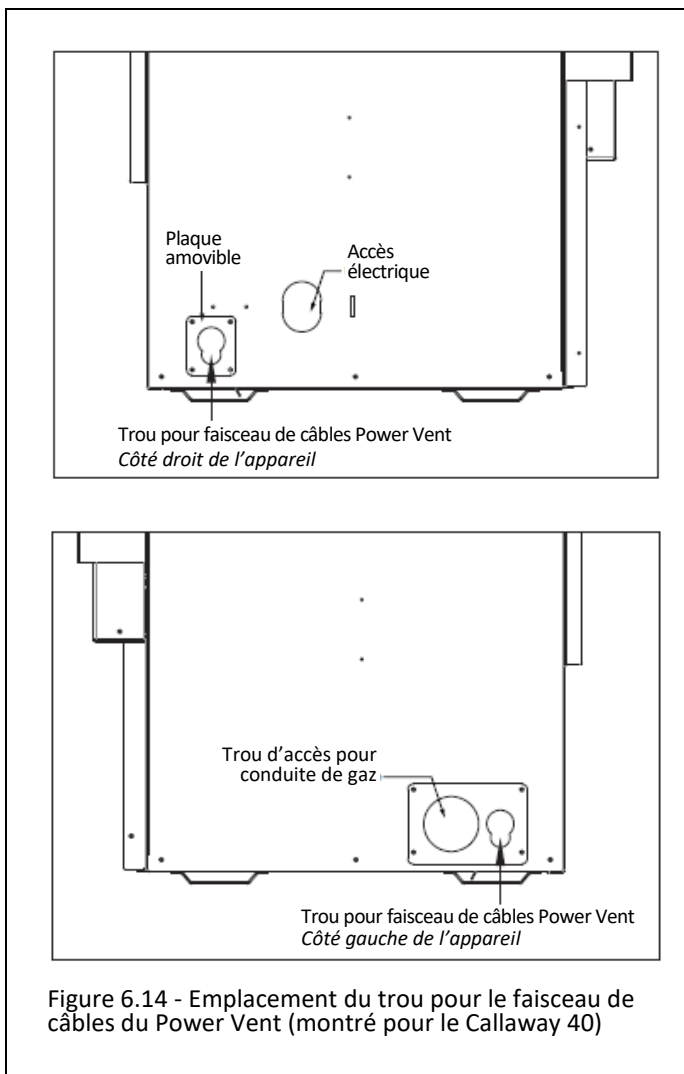 Plaque
amovible
Accès
électrique
Trou pour faisceau de câbles Power Vent
Côté droit de l’appareil
Trou d’accès pour
conduite de gaz
Trou pour faisceau de câbles Power Vent
Côté gauche de l’appareil
Figure 6.14 - Emplacement du trou pour le faisceau de
câbles du Power Vent (montré pour le Callaway 40)